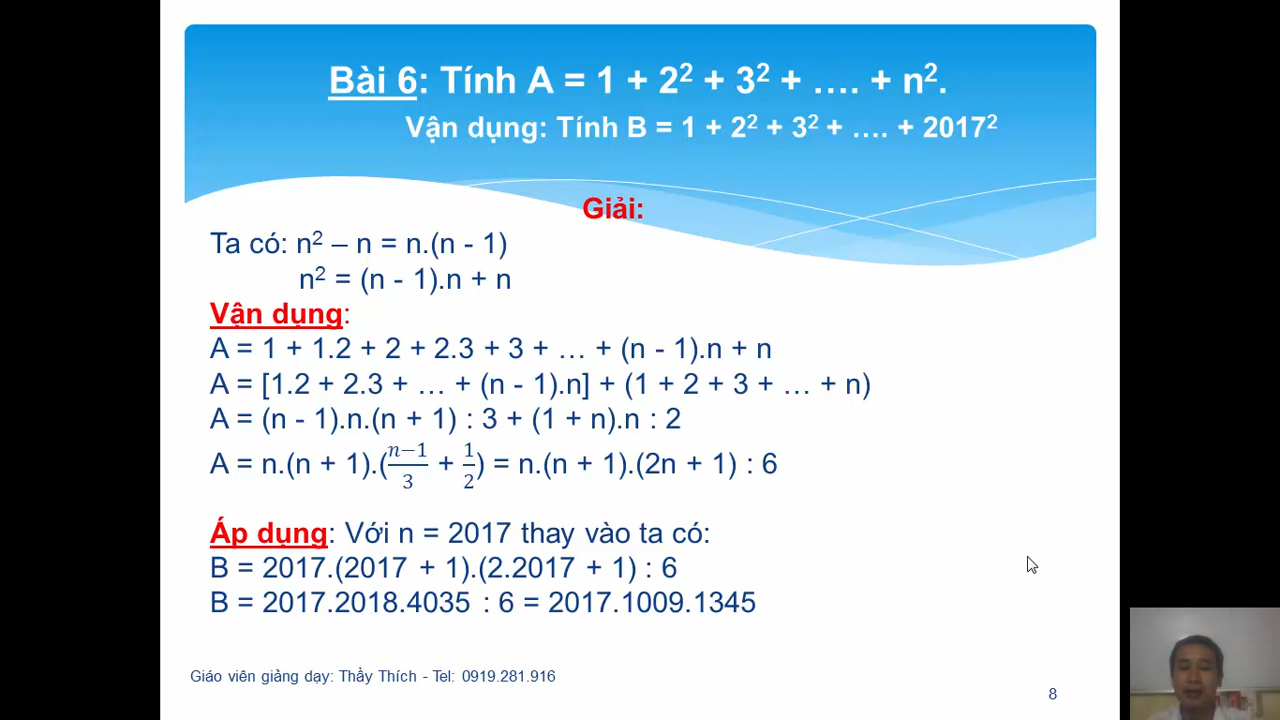 Bài 6: Tính A = 1 + 2² + 3² + …. + n².
Vận dụng: Tính B = 1 + 2² + 3² + …. + 2017²
Giải:
Ta có: n² – n = n.(n - 1)
n² = (n - 1).n + n
Vận dụng:
A = 1 + 1.2 + 2 + 2.3 + 3 + … + (n - 1).n + n
A = [1.2 + 2.3 + … + (n - 1).n] + (1 + 2 + 3 + … + n)
A = (n - 1).n.(n + 1) : 3 + (1 + n).n : 2
A = n.(n + 1).(\frac{n−1}{3} + \frac{1}{2}) = n.(n + 1).(2n + 1) : 6
Áp dụng: Với n = 2017 thay vào ta có:
B = 2017.(2017 + 1).(2.2017 + 1) : 6
B = 2017.2018.4035 : 6 = 2017.1009.1345
Giáo viên giảng dạy: Thầy Thích - Tel: 0919.281.916
8